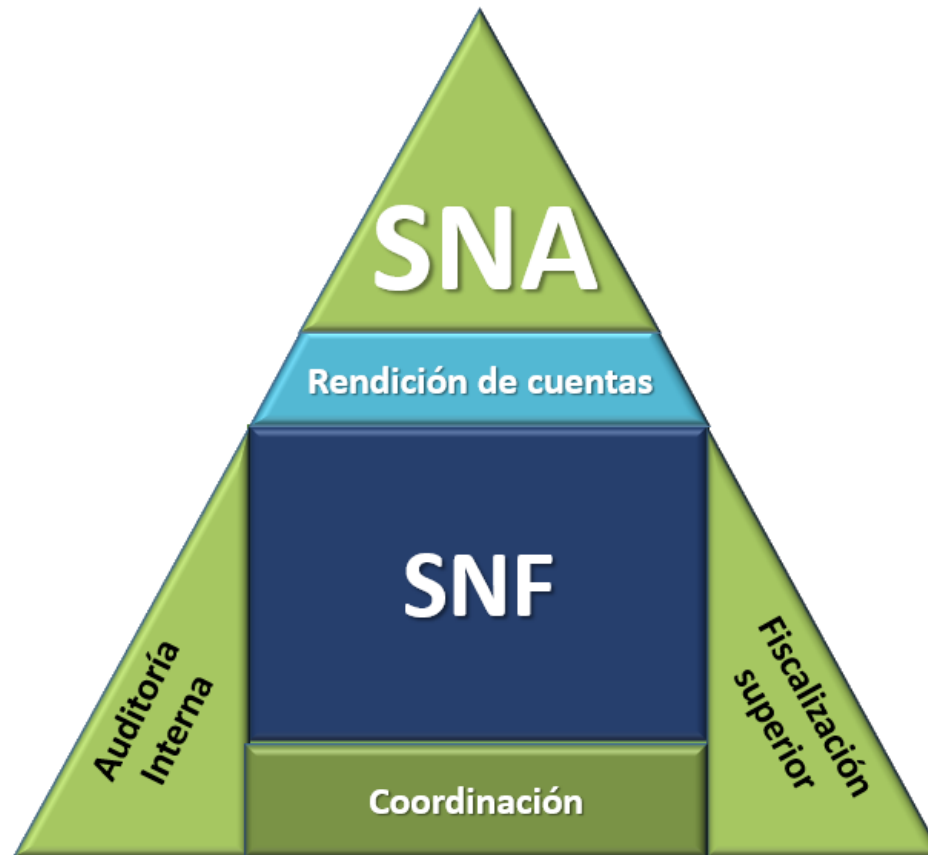 SNA
Rendición de cuentas
SNF
Auditoría
Interna
Fiscalización
superior
Coordinación